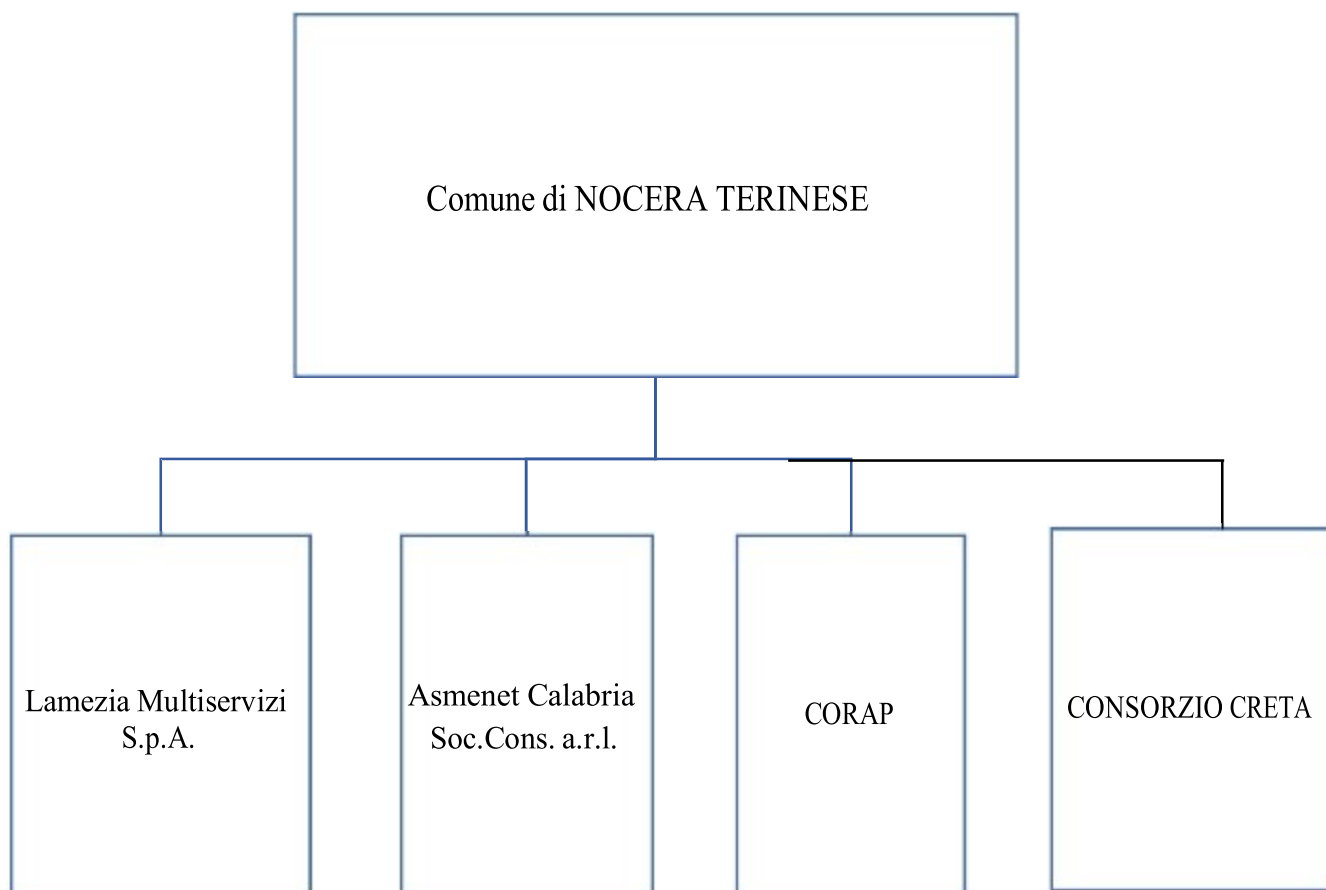 Comune di NOCERA TERINESE
Lamezia Multiservizi
S.p.A.
Asmenet Calabria
Soc.Cons. a.r.l.
CORAP
CONSORZIO CRETA